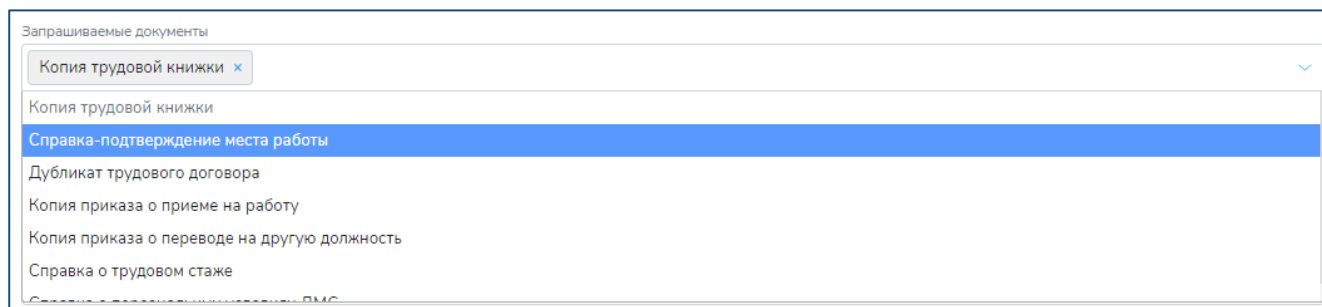 Запрашиваемые документы
Копия трудовой книжки ×
Копия трудовой книжки
Справка-подтверждение места работы
Дубликат трудового договора
Копия приказа о приеме на работу
Копия приказа о переводе на другую должность
Справка о трудовом стаже